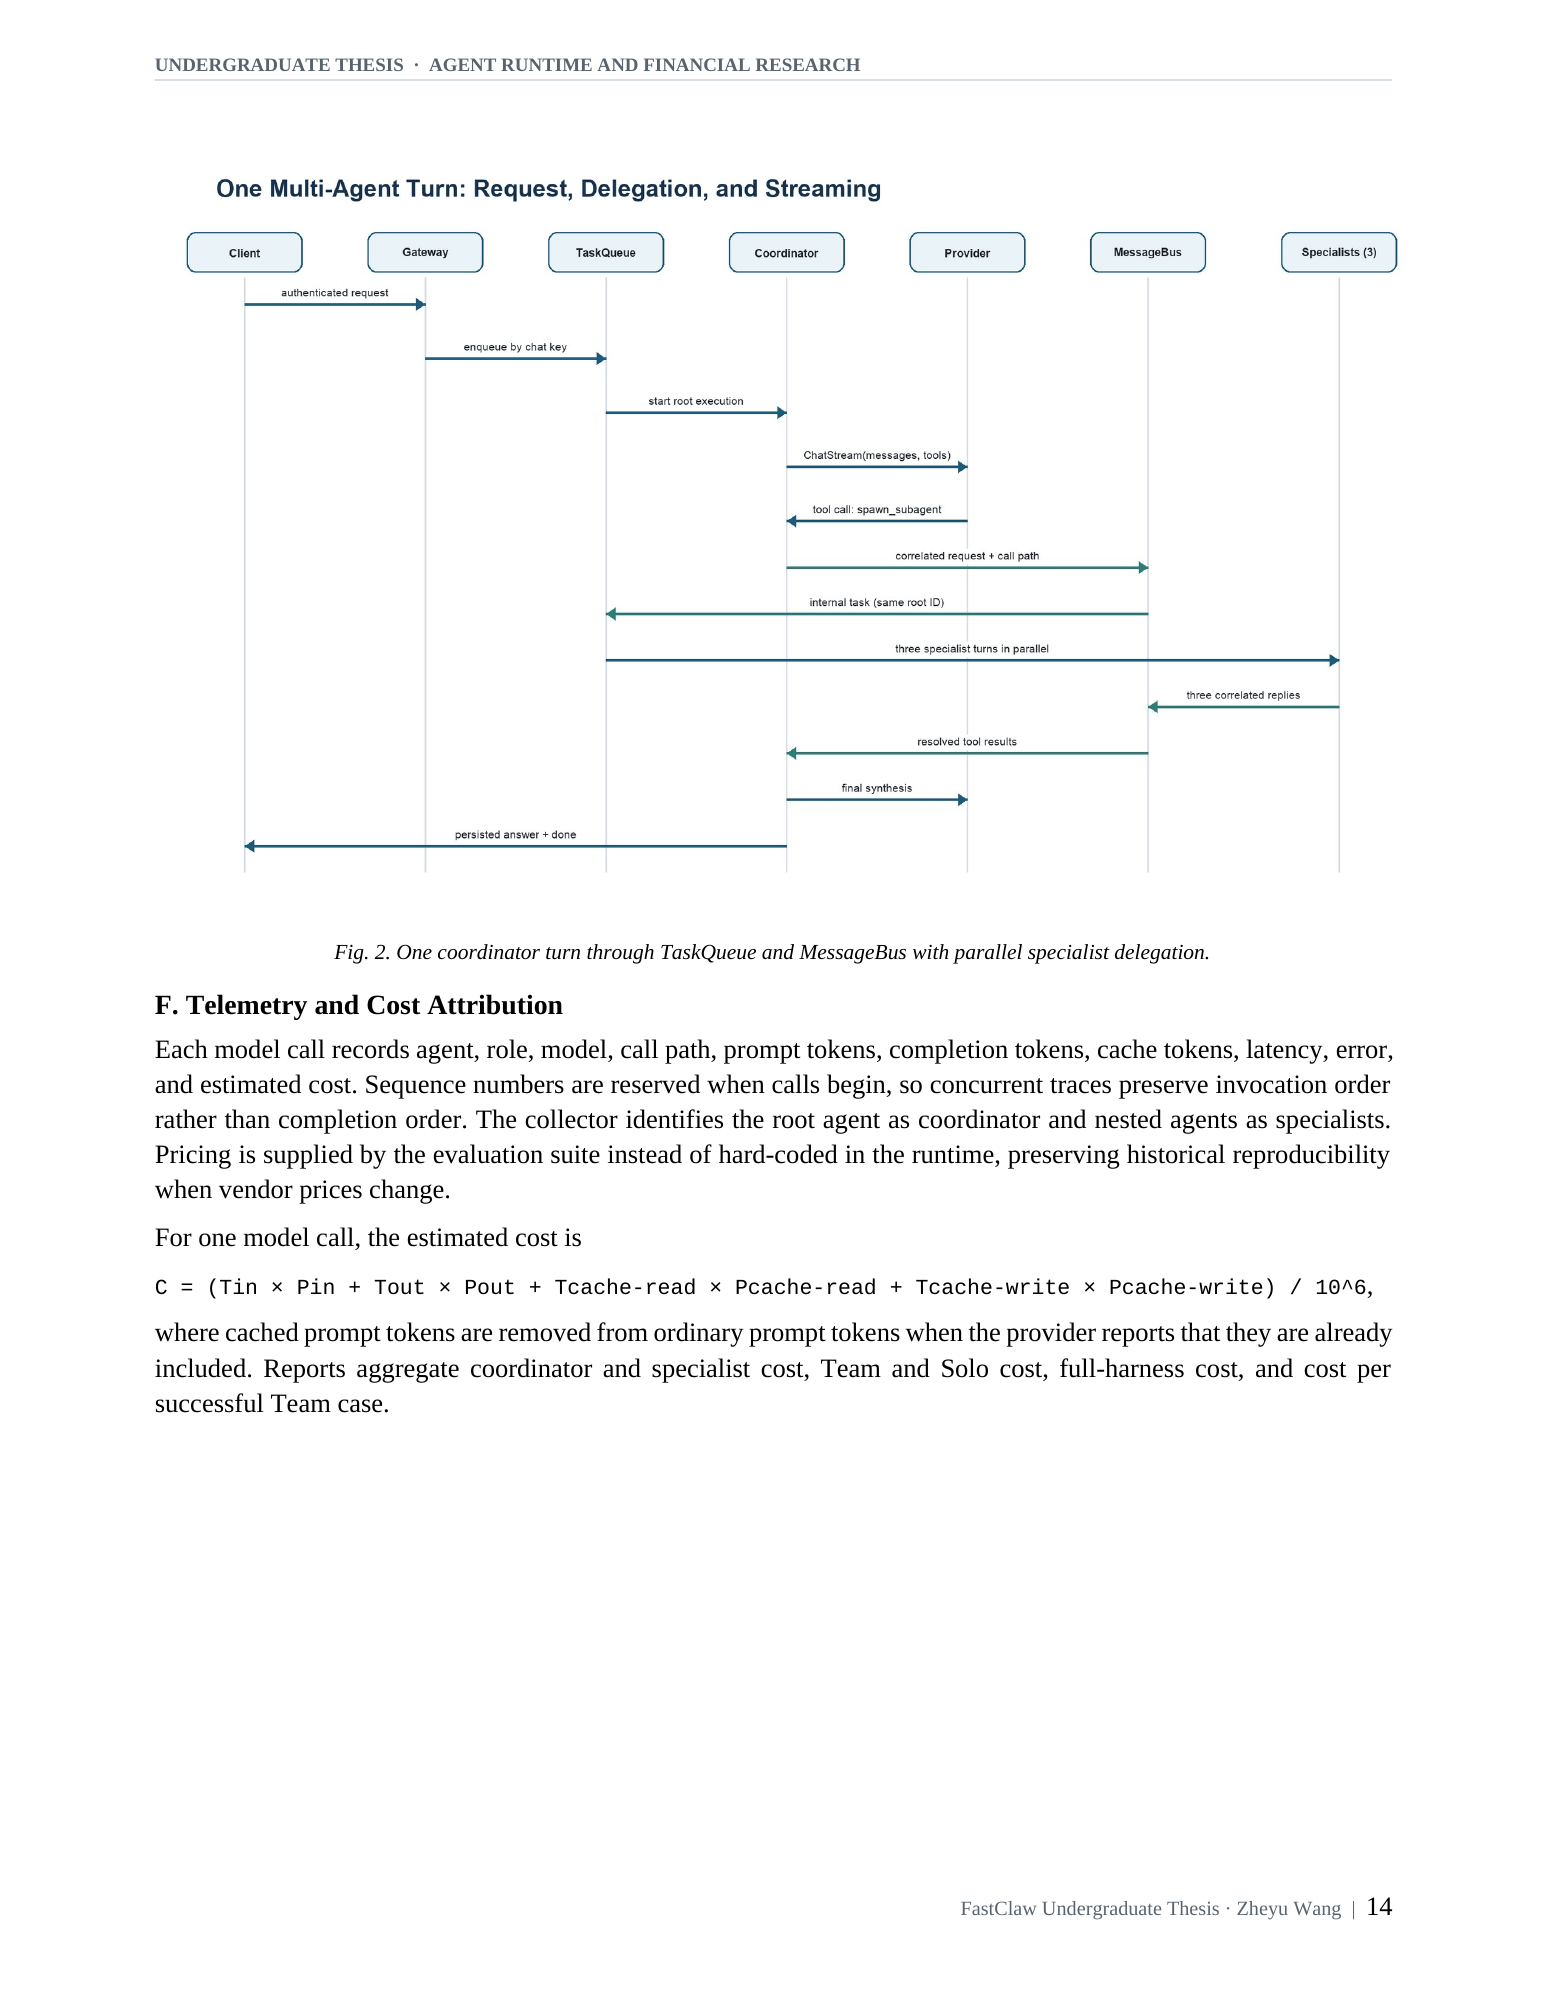 UNDERGRADUATE THESIS · AGENT RUNTIME AND FINANCIAL RESEARCH
One Multi-Agent Turn: Request, Delegation, and Streaming
Client
Gateway
TaskQueue
Coordinator
Provider
MessageBus
Specialists (3)
authenticated request
enqueue by chat key
start root execution
ChatStream(messages, tools)
tool call: spawn_subagent
correlated request + call path
internal task (same root ID)
three specialist turns in parallel
three correlated replies
resolved tool results
final synthesis
persisted answer + done
Fig. 2. One coordinator turn through TaskQueue and MessageBus with parallel specialist delegation.
F. Telemetry and Cost Attribution
Each model call records agent, role, model, call path, prompt tokens, completion tokens, cache tokens, latency, error,
and estimated cost. Sequence numbers are reserved when calls begin, so concurrent traces preserve invocation order
rather than completion order. The collector identifies the root agent as coordinator and nested agents as specialists.
Pricing is supplied by the evaluation suite instead of hard-coded in the runtime, preserving historical reproducibility
when vendor prices change.
For one model call, the estimated cost is
C = (Tin × Pin + Tout × Pout + Tcache-read × Pcache-read + Tcache-write × Pcache-write) / 10^6,
where cached prompt tokens are removed from ordinary prompt tokens when the provider reports that they are already
included. Reports aggregate coordinator and specialist cost, Team and Solo cost, full-harness cost, and cost per
successful Team case.
FastClaw Undergraduate Thesis · Zheyu Wang | 14